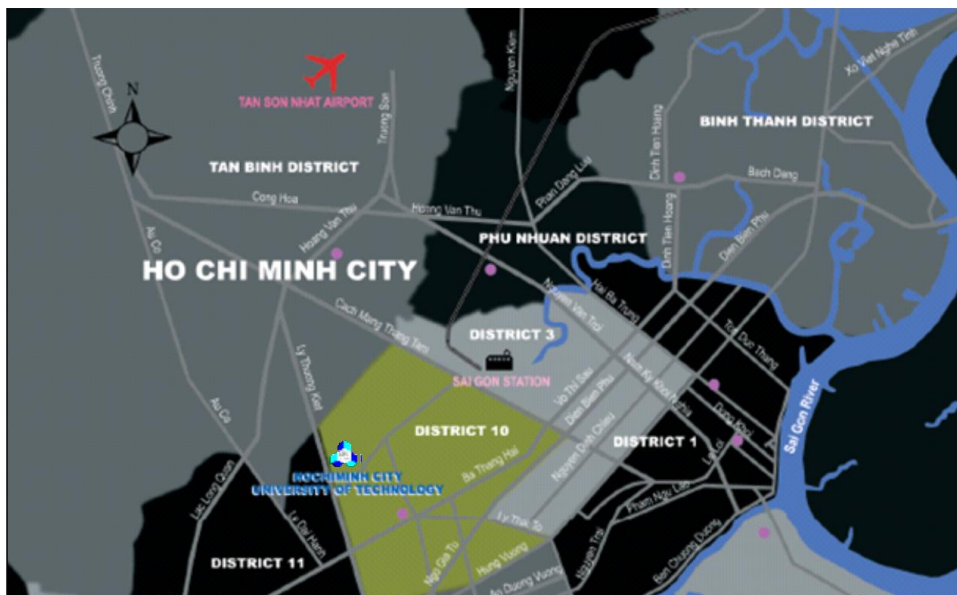 Truong Chinh
N
TAN SON NHAT AIRPORT
Truong Son
Nguyen Kiem
Xo Viet Nghe Tinh
BINH THANH DISTRICT
Dinh Tien Hoang
TAN BINH DISTRICT
Phan Dang Luu
Bach Dang
Cong Hoa
Hoang Van Thu
Hoang Van Thu
PHU NHUAN DISTRICT
Dinh Tien Hoang
Dien Bien Phu
Au Co
HO CHI MINH CITY
Nguyen Van Troi
Hai Ba Trung
Cach Mang Thang Tam
DISTRICT 3
Ton Duc Thang
SAI GON STATION
Nam Ky Khoi Nghia
Vo Thi Sau
Dien Bien Phu
Ly Thuong Kiet
Dong Khoi
Sai Gon River
Au Co
DISTRICT 10
DISTRICT 1
Nguyen Dinh Chieu
Le Loi
HOCHIMINH CITY
UNIVERSITY OF TECHNOLOGY
Ba Thang Hai
Lac Long Quan
Pham Ngu Lao
Ly Thai To
Nguyen Trai
DISTRICT 11
Ngo Gia Tu
Hung Vuong
Ben Chuong Duong
An Duong Vuong